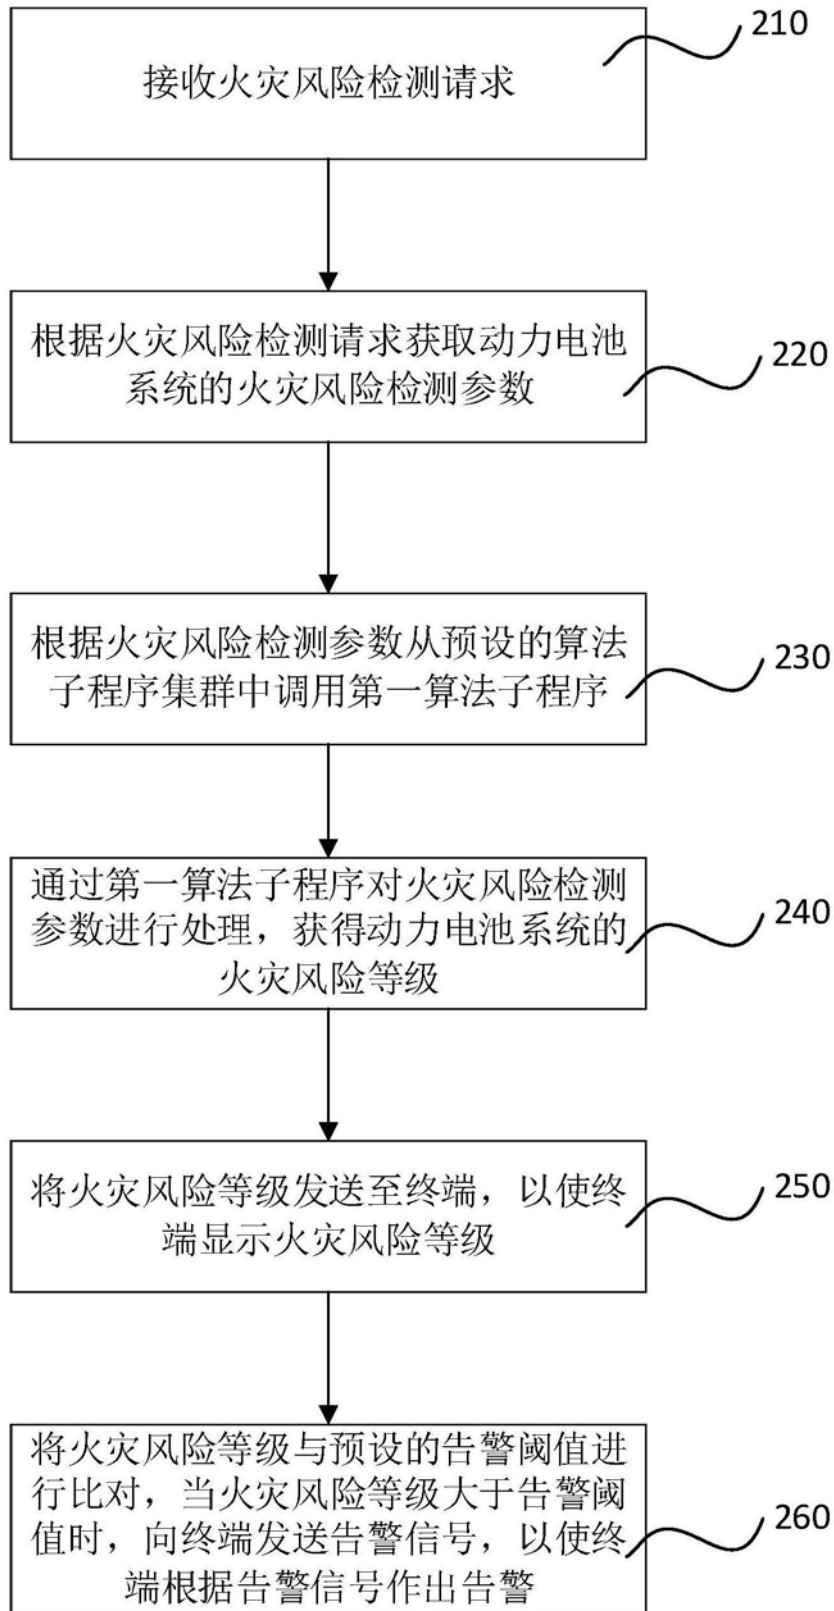 210
接收火灾风险检测请求
根据火灾风险检测请求获取动力电池
系统的火灾风险检测参数
220
根据火灾风险检测参数从预设的算法
子程序集群中调用第一算法子程序
230
通过第一算法子程序对火灾风险检测
参数进行处理，获得动力电池系统的
火灾风险等级
240
将火灾风险等级发送至终端，以使终
端显示火灾风险等级
250
将火灾风险等级与预设的告警阈值进
行比对，当火灾风险等级大于告警阈
值时，向终端发送告警信号，以使终
端根据告警信号作出告警
260